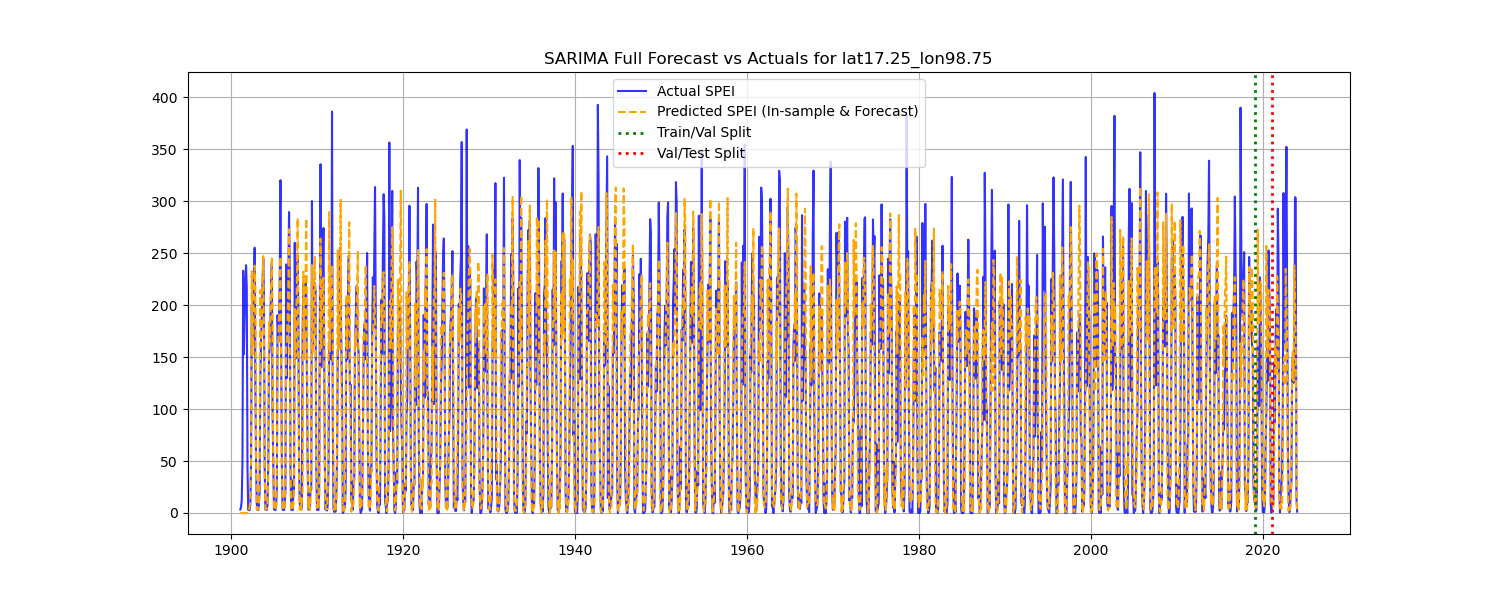 SARIMA Full Forecast vs Actuals for lat17.25_lon98.75
400
350
300
250
200
150
100
50
0
Actual SPEI
Predicted SPEI (In-sample & Forecast)
Train/Val Split
Val/Test Split
1900 1920 1940 1960 1980 2000 2020